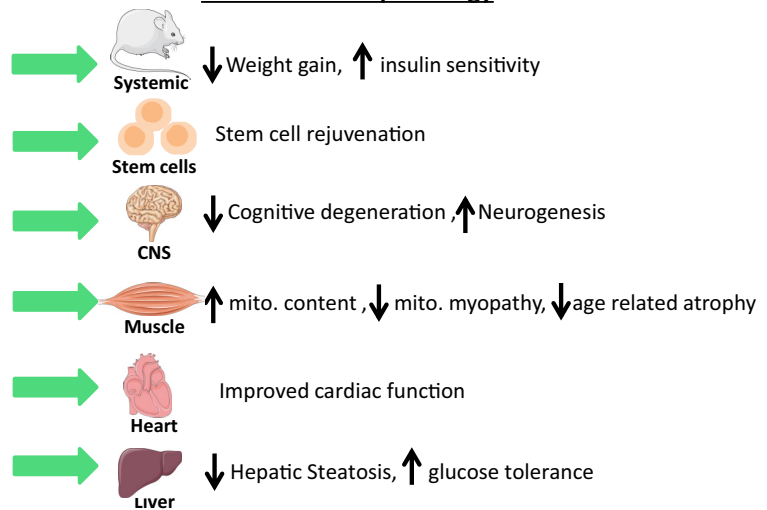 Systemic
↓ Weight gain, ↑ insulin sensitivity
Stem cells
Stem cell rejuvenation
CNS
↓ Cognitive degeneration ,↑ Neurogenesis
Muscle
↑ mito. content ,↓ mito. myopathy, ↓ age related atrophy
Heart
Improved cardiac function
Liver
↓ Hepatic Steatosis, ↑ glucose tolerance